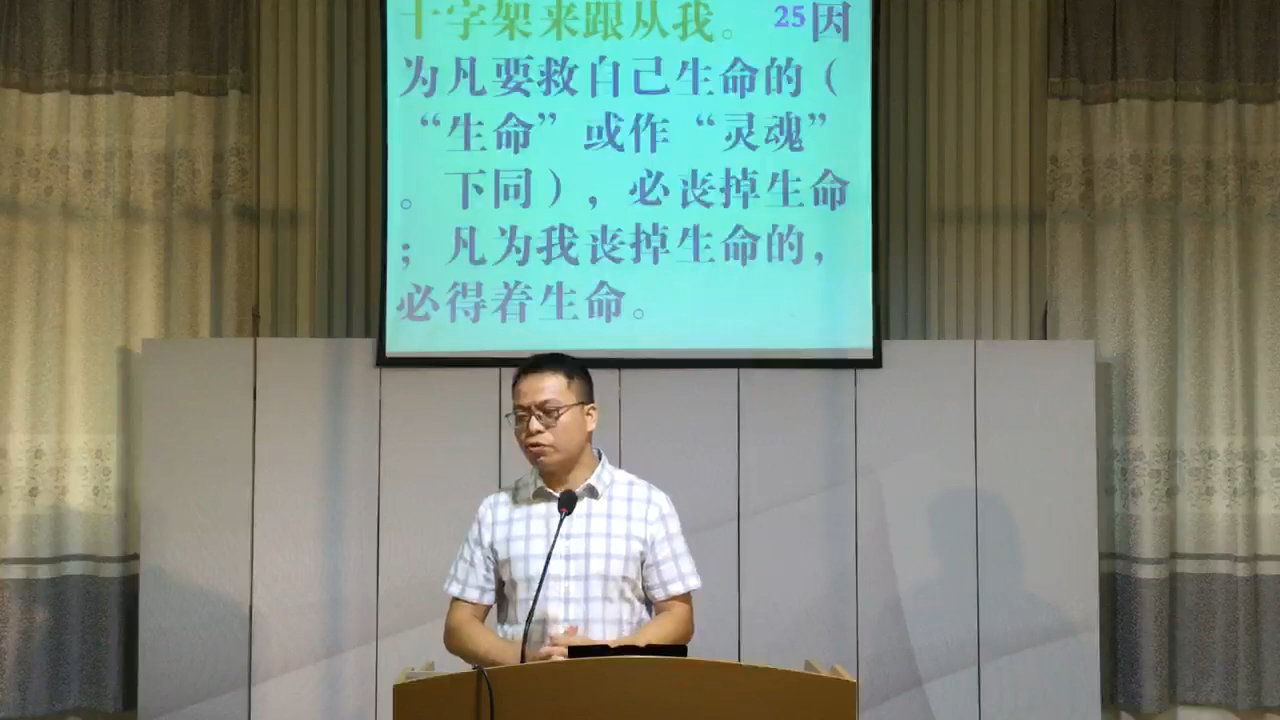 十字架来跟从我。 25因
为凡要救自己生命的（
“生命”或作“灵魂”
。下同），必丧掉生命
；凡为我丧掉生命的，
必得着生命。